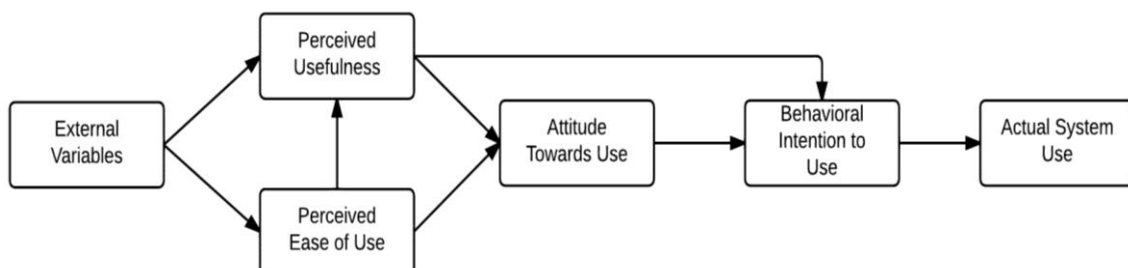 Perceived
Usefulness
External
Variables
Attitude
Towards Use
Behavioral
Intention to
Use
Actual System
Use
Perceived
Ease of Use